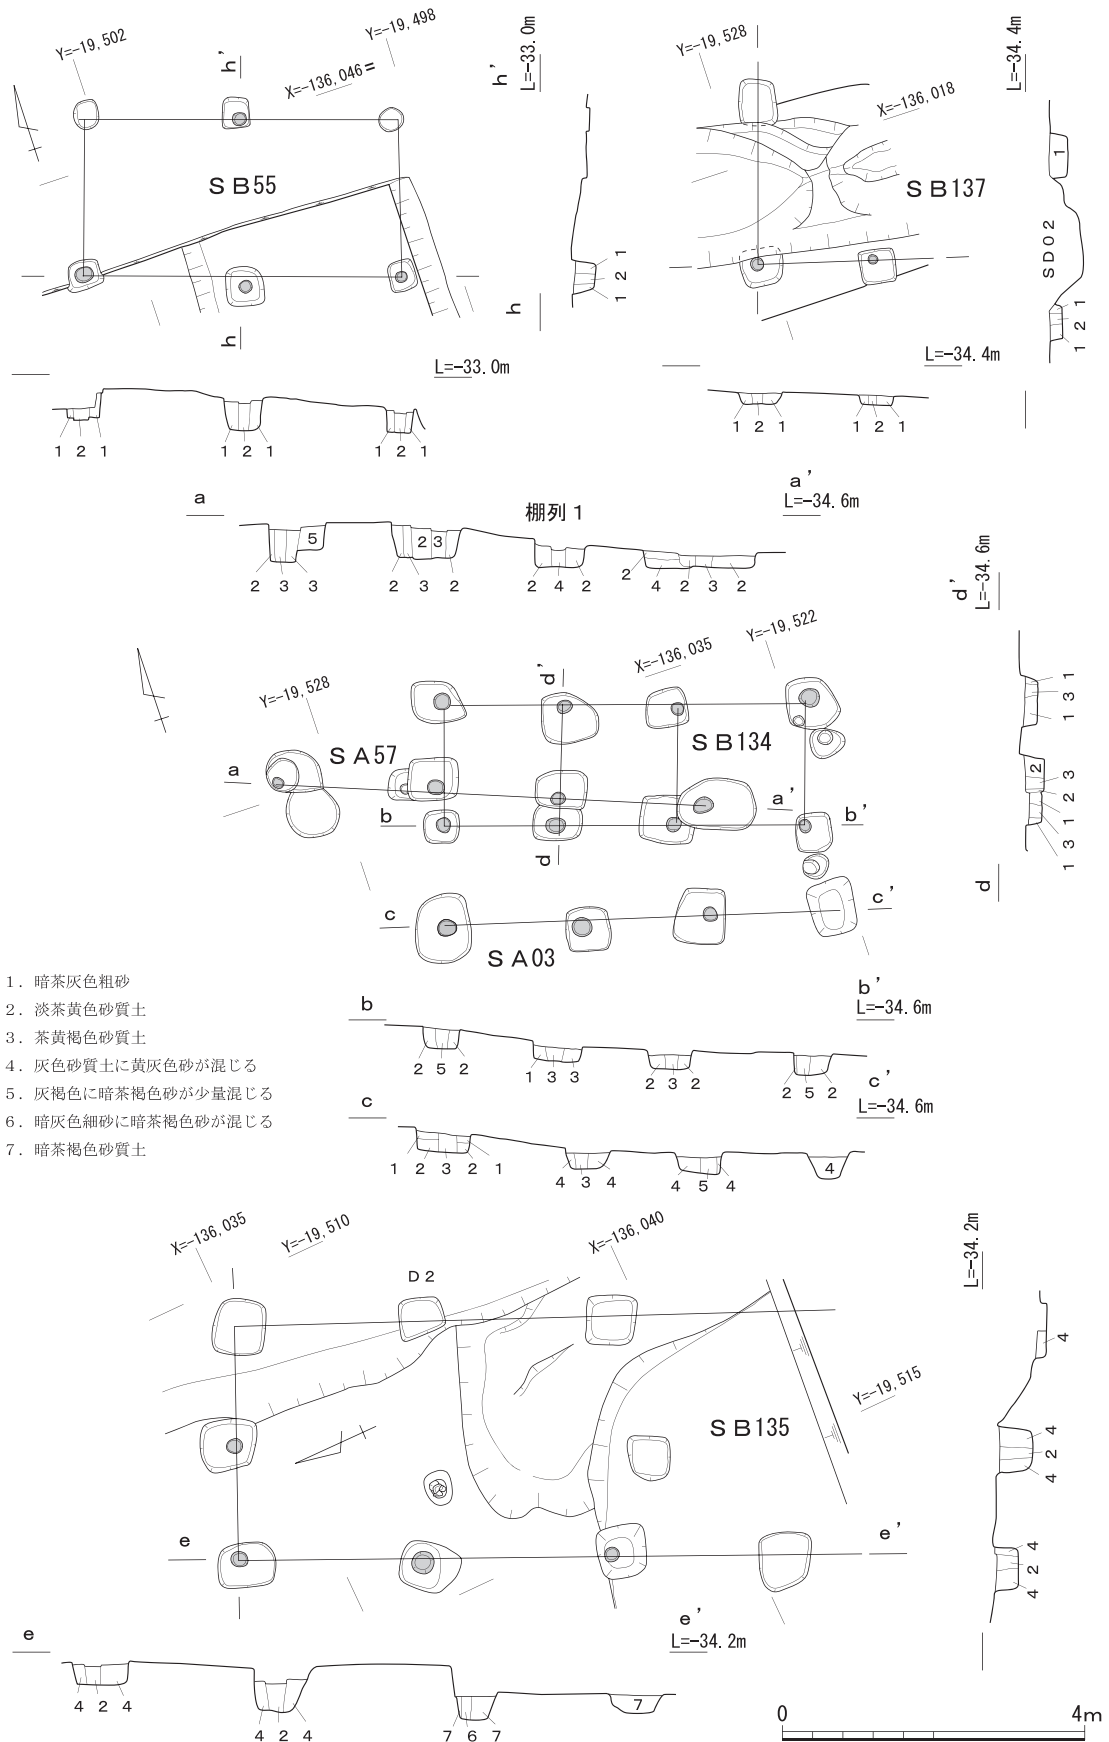 Y=-19,502
Y=-19,498
h'
X=-136,046
h'
L=-33.0m
Y=-19,528
X=-136,018
L=-34.4m
SB55
SB137
1
SD02
1
2
1
h
h
1
2
1
L=-33.0m
L=-34.4m
1 2 1
1 2 1
1 2 1
1 2 1
1 2 1
a
棚列1
a'
L=-34.6m
5
2 3
2 3 3
2 3 2
2 4 2
2
4 2 3 2
d'
L=-34.6m
Y=-19,528
d'
X=-136,035
Y=-19,522
SA57
SB134
a
a'
b
b'
d
c
c'
SA03
1
3
1
2
3
2
1
3
1
d
1. 暗茶灰色粗砂
2. 淡茶黄色砂質土
3. 茶黄褐色砂質土
4. 灰色砂質土に黄灰色砂が混じる
5. 灰褐色に暗茶褐色砂が少量混じる
6. 暗灰色細砂に暗茶褐色砂が混じる
7. 暗茶褐色砂質土
b
b'
L=-34.6m
2 5 2
1 3 3
2 3 2
2 5 2
c
c'
L=-34.6m
1 2 3 2 1
4 3 4
4 5 4
4
X=-136,035
Y=-19,510
X=-136,040
L=-34.2m
D2
Y=-19,515
SB135
e
e'
4
4
2
4
4
2
4
e
e'
L=-34.2m
4 2 4
4 2 4
7 6 7
7
0
4m